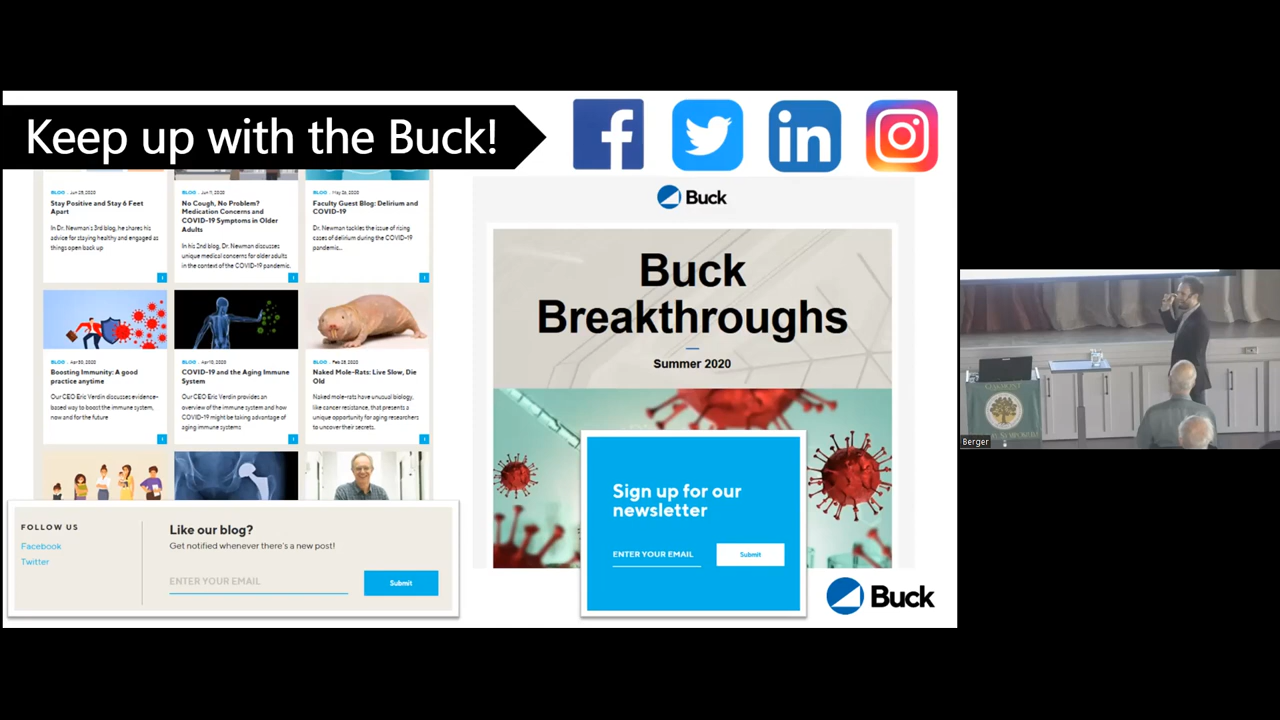 Keep up with the Buck!
BLOG . Jun 25, 2020
Stay Positive and Stay 6 Feet
Apart
In Dr. Newman's 3rd blog, he shares his
advice for staying healthy and engaged as
things open back up
BLOG . Jun 11, 2020
No Cough, No Problem?
Medication Concerns and
COVID-19 Symptoms in Older
Adults
In his 2nd blog, Dr. Newman discusses
unique medical concerns for older adults
in the context of the COVID-19 pandemic.
BLOG . May 26, 2020
Faculty Guest Blog: Delirium and
COVID-19
Dr. Newman tackles the issue of rising
cases of delirium during the COVID-19
pandemic...
BLOG . Apr 30, 2020
Boosting Immunity: A good
practice anytime
Our CEO Eric Verdin discusses evidence-
based way to boost the immune system,
now and for the future
BLOG . Apr 10, 2020
COVID-19 and the Aging Immune
System
Our CEO Eric Verdin provides an
overview of the immune system and how
COVID-19 might be taking advantage of
aging immune systems
BLOG . Feb 28, 2020
Naked Mole-Rats: Live Slow, Die
Old
Naked mole-rats have unusual biology,
like cancer resistance, that presents a
unique opportunity for aging researchers
to uncover their secrets.
FOLLOW US
Facebook
Twitter
Like our blog?
Get notified whenever there's a new post!
ENTER YOUR EMAIL
Submit
f
in
Buck
Buck
Breakthroughs
Summer 2020
Sign up for our
newsletter
ENTER YOUR EMAIL
Submit
Buck
OAKMONT
Berger